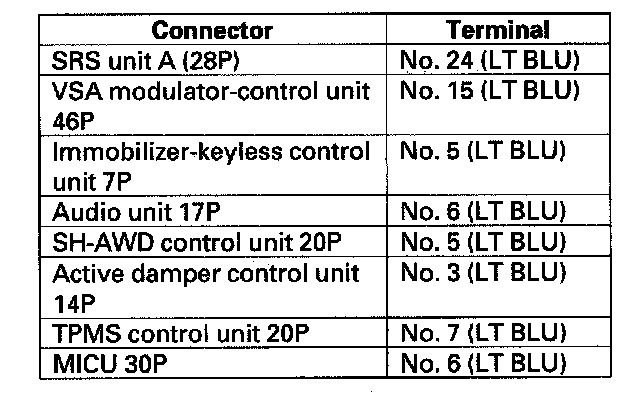 Connector Terminal
SRS unit A (28P) No. 24 (LT BLU)
VSA modulator-control unit No. 15 (LT BLU)
46P
Immobilizer-keyless control No. 5 (LT BLU)
unit 7P
Audio unit 17P No. 6 (LT BLU)
SH-AWD control unit 20P No. 5 (LT BLU)
Active damper control unit No. 3 (LT BLU)
14P
TPMS control unit 20P No. 7 (LT BLU)
MICU 30P No. 6 (LT BLU)